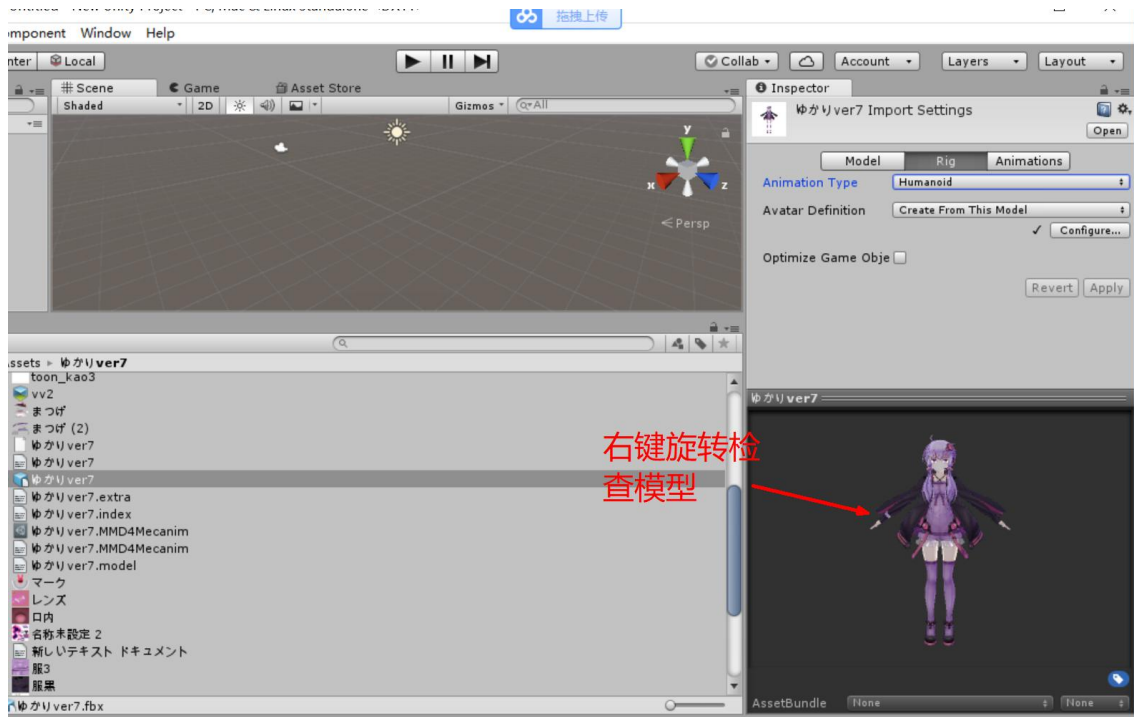 拖拽上传
Window Help
Local
Collab Account Layers Layout
Scene Game Asset Store
Inspector
Shaded 2D Gizmos All
ゆかりver7 Import Settings
Open
Model Rig Animations
Animation Type Humanoid
Avatar Definition Create From This Model
Configure...
Optimize Game Obje
Revert Apply
y
x
z
Persp
ssets ゆかりver7
toon_kao3
vv2
まつげ
まつげ (2)
ゆかりver7
ゆかりver7
ゆかりver7
ゆかりver7.extra
ゆかりver7.index
ゆかりver7.MMD4Mecanim
ゆかりver7.MMD4Mecanim
ゆかりver7.model
マーク
レンズ
口内
名称未設定 2
新しいテキスト ドキュメント
服3
服黒
ゆかりver7.fbx
ゆかりver7
右键旋转检
查模型
AssetBundle None None